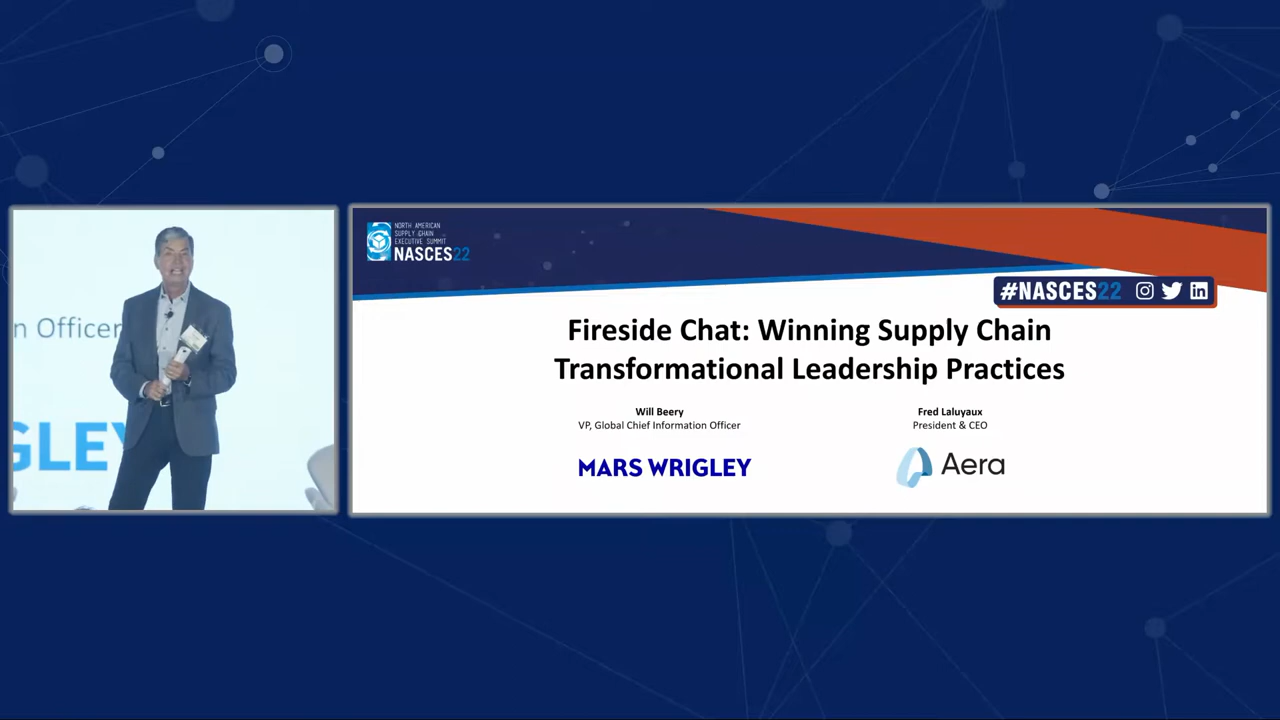 n Officer
GLEY
NORTH AMERICAN
SUPPLY CHAIN
EXECUTIVE SUMMIT
NASCES22
#NASCES22
Fireside Chat: Winning Supply Chain
Transformational Leadership Practices
Will Beery
VP, Global Chief Information Officer
MARS WRIGLEY
Fred Laluyaux
President & CEO
Aera